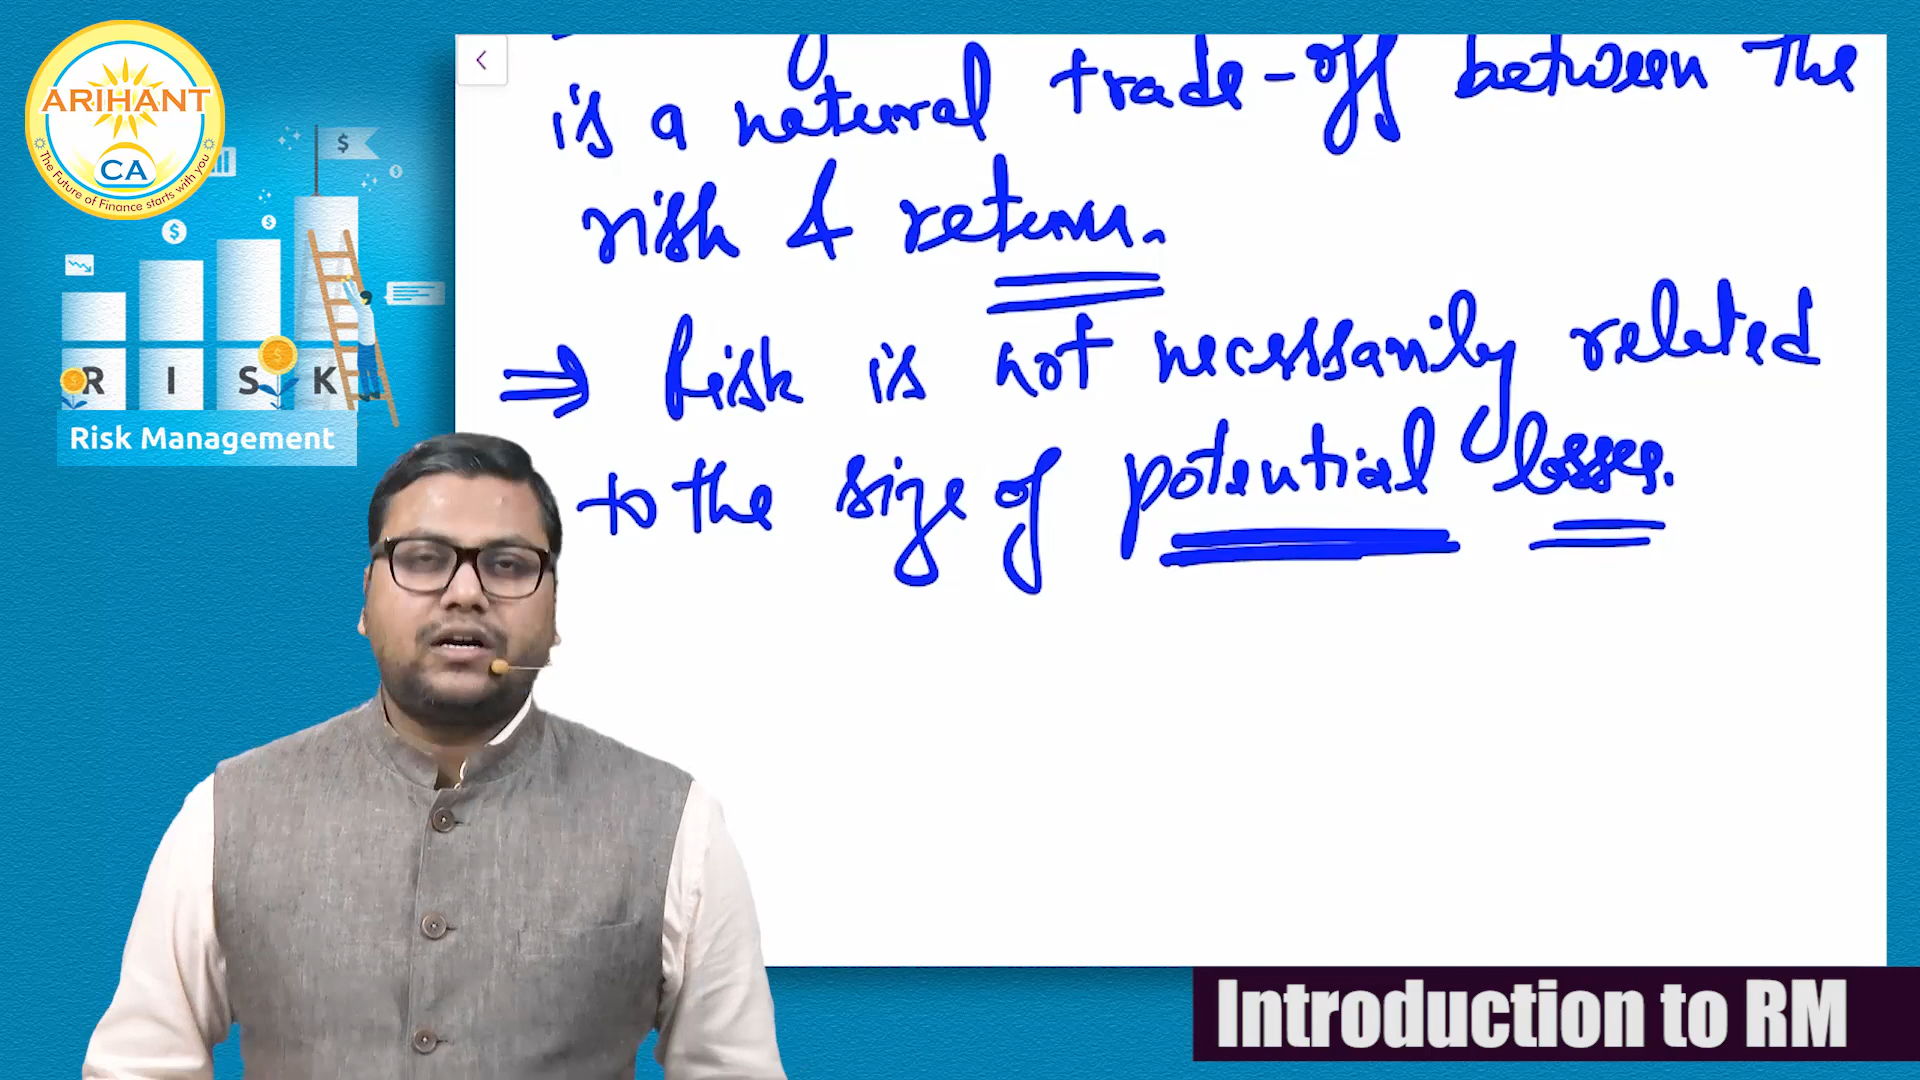 ARIHANT
CA
The Future of Finance starts with you
R I S K
Risk Management
is a natural trade-off between the
risk & returns.
⇒ Risk is not necessarily related
to the size of potential losses.
Introduction to RM